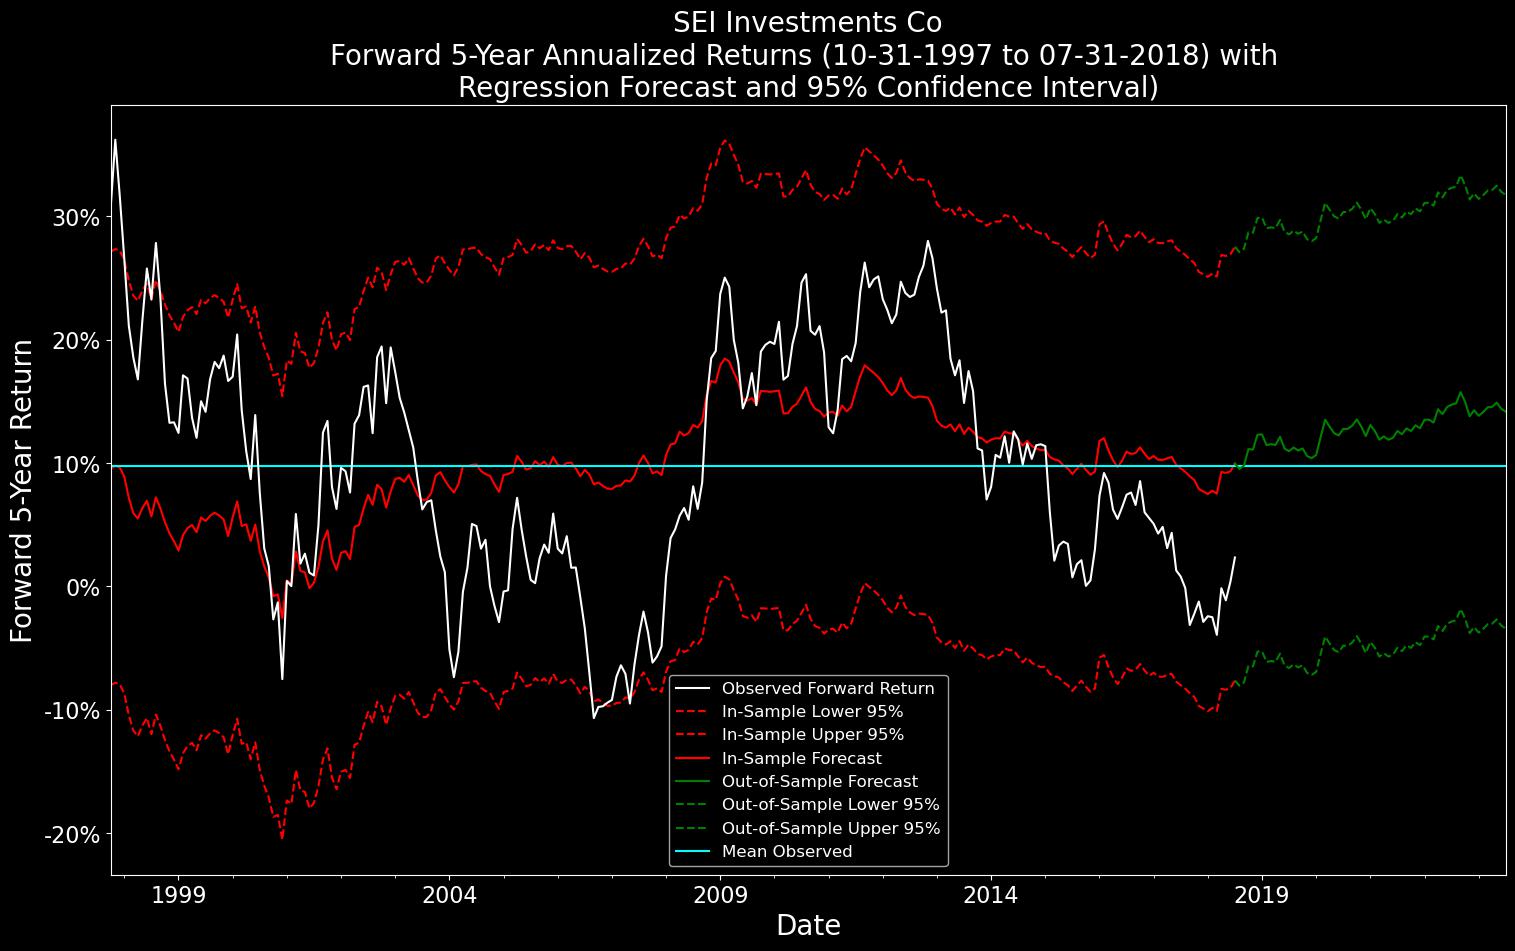 SEI Investments Co
Forward 5-Year Annualized Returns (10-31-1997 to 07-31-2018) with
Regression Forecast and 95% Confidence Interval)
Forward 5-Year Return
30%
20%
10%
0%
-10%
-20%
Observed Forward Return
In-Sample Lower 95%
In-Sample Upper 95%
In-Sample Forecast
Out-of-Sample Forecast
Out-of-Sample Lower 95%
Out-of-Sample Upper 95%
Mean Observed
1999 2004 2009 2014 2019
Date